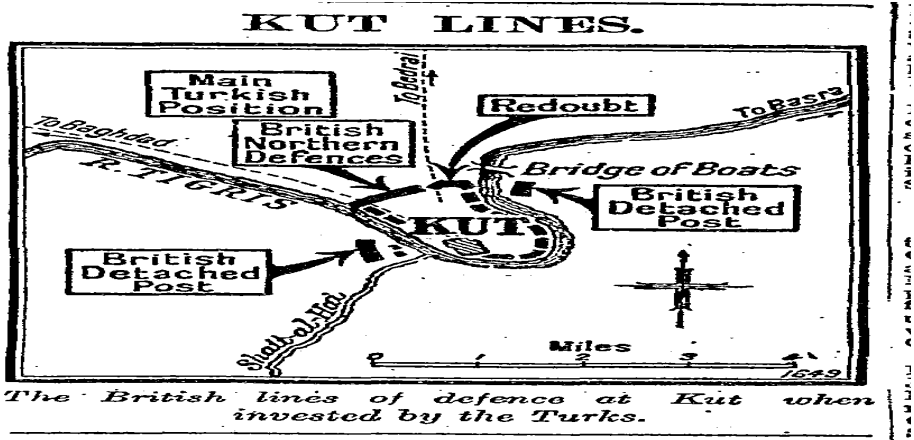 KUT LINES.
Main
Turkish
Position
To Bedrai
Redoubt
To Basra
To Baghdad
British
Northern
Defences
R. TIGRIS
Bridge of Boats
British
Detached
Post
KUT
British
Detached
Post
Shatt-al-Hai
Miles
0 1 2 3 4
1649
The British lines of defence at Kut when
invested by the Turks.